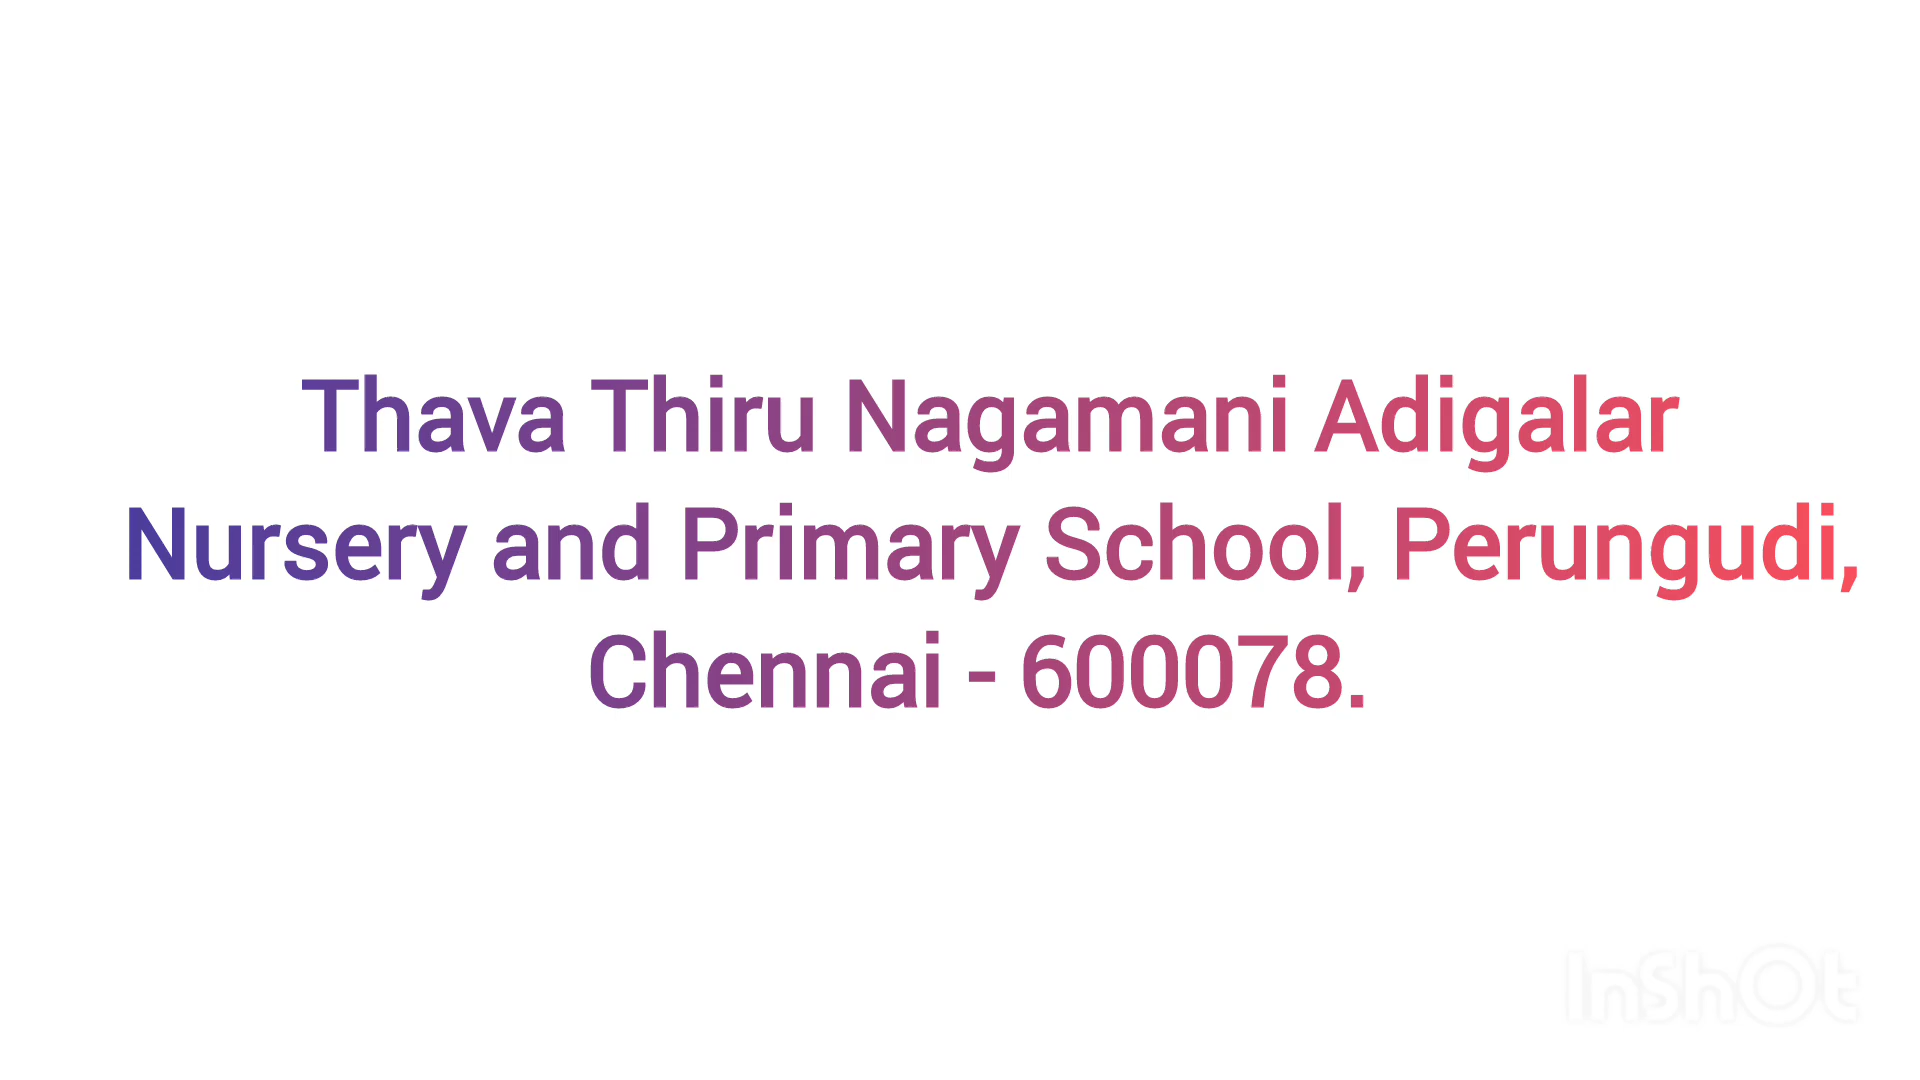 Thava Thiru Nagamani Adigalar
Nursery and Primary School, Perungudi,
Chennai - 600078.
InShOt